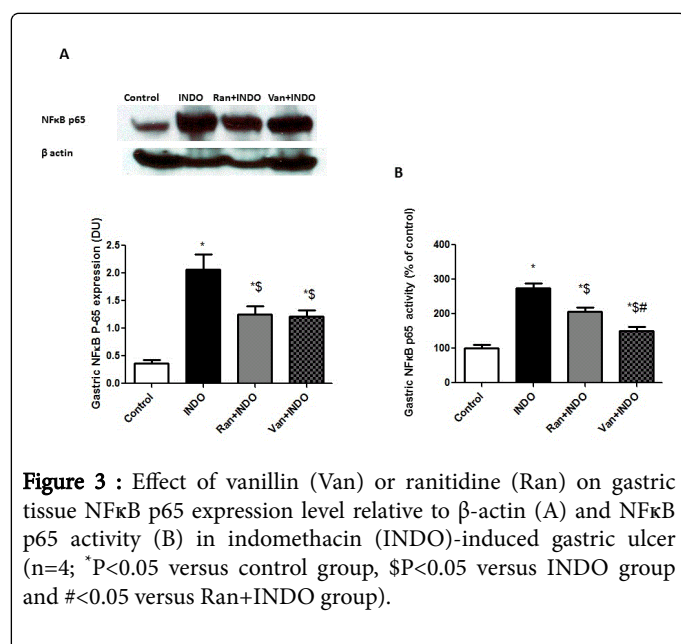 A
Control INDO Ran+INDO Van+INDO
NFκB p65
β actin
B
Gastric NFκB P-65 expression (DU)
2.5
2.0
1.5
1.0
0.5
0.0
*
*$
*$
Control
INDO
Ran+INDO
Van+INDO
Gastric NFκB p65 activity (% of control)
400
300
200
100
0
*
*$
*$#
Control
INDO
Ran+INDO
Van+INDO
Figure 3 : Effect of vanillin (Van) or ranitidine (Ran) on gastric
tissue NFκB p65 expression level relative to β-actin (A) and NFκB
p65 activity (B) in indomethacin (INDO)-induced gastric ulcer
(n=4; *P<0.05 versus control group, $P<0.05 versus INDO group
and #<0.05 versus Ran+INDO group).